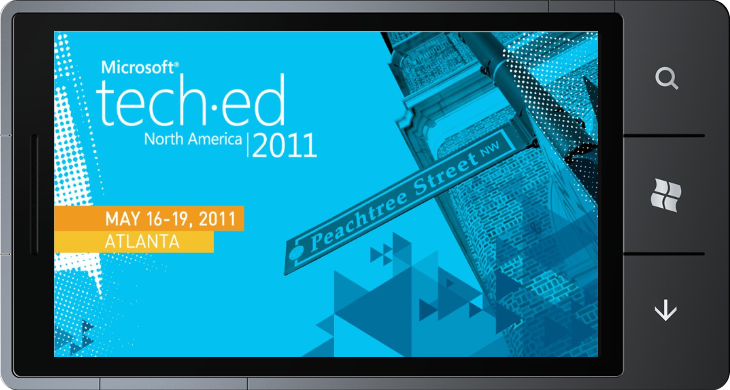 Microsoft®
tech·ed
North America | 2011
MAY 16-19, 2011
ATLANTA
Peachtree Street NW